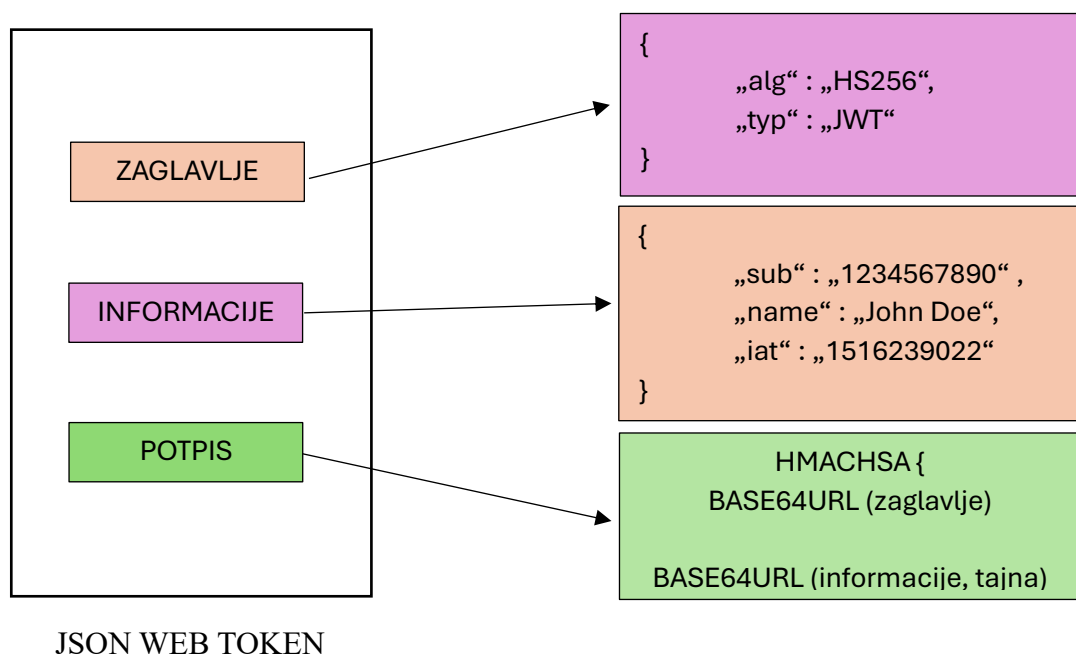 ZAGLAVLJE
INFORMACIJE
POTPIS
JSON WEB TOKEN
{
„alg“ : „HS256“,
„typ“ : „JWT“
}
{
„sub“ : „1234567890“ ,
„name“ : „John Doe“,
„iat“ : „1516239022“
}
HMACHSA {
BASE64URL (zaglavlje)
BASE64URL (informacije, tajna)